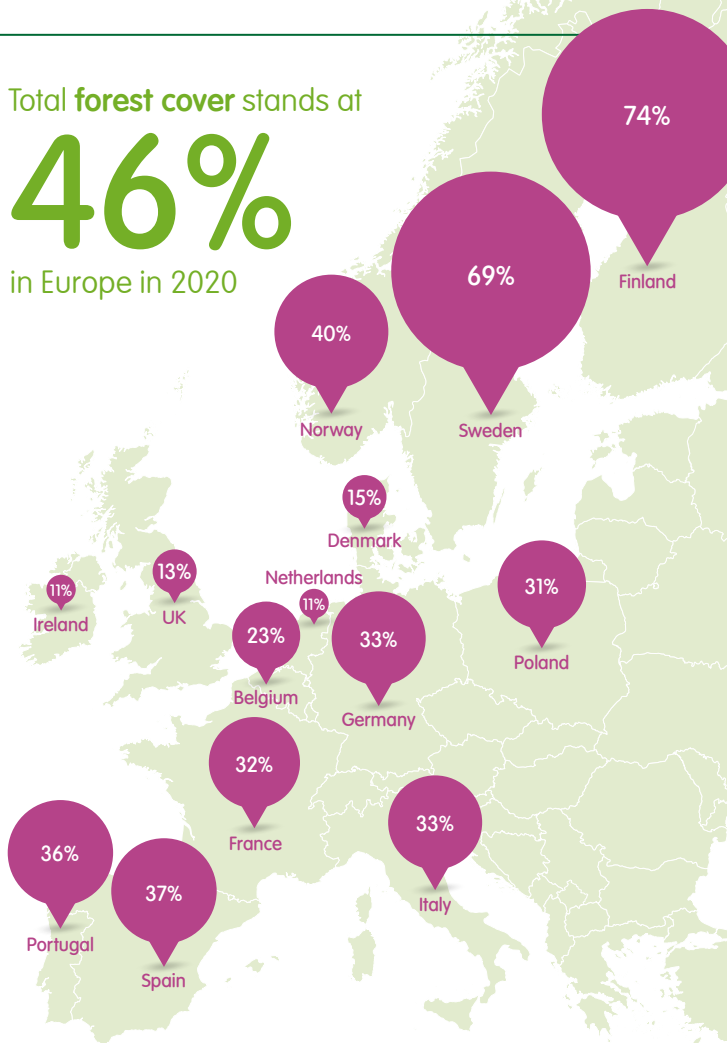 Total forest cover stands at
46%
in Europe in 2020
74%
Finland
69%
Sweden
40%
Norway
15%
Denmark
Netherlands
11%
13%
UK
11%
Ireland
31%
Poland
23%
Belgium
33%
Germany
32%
France
33%
Italy
36%
Portugal
37%
Spain